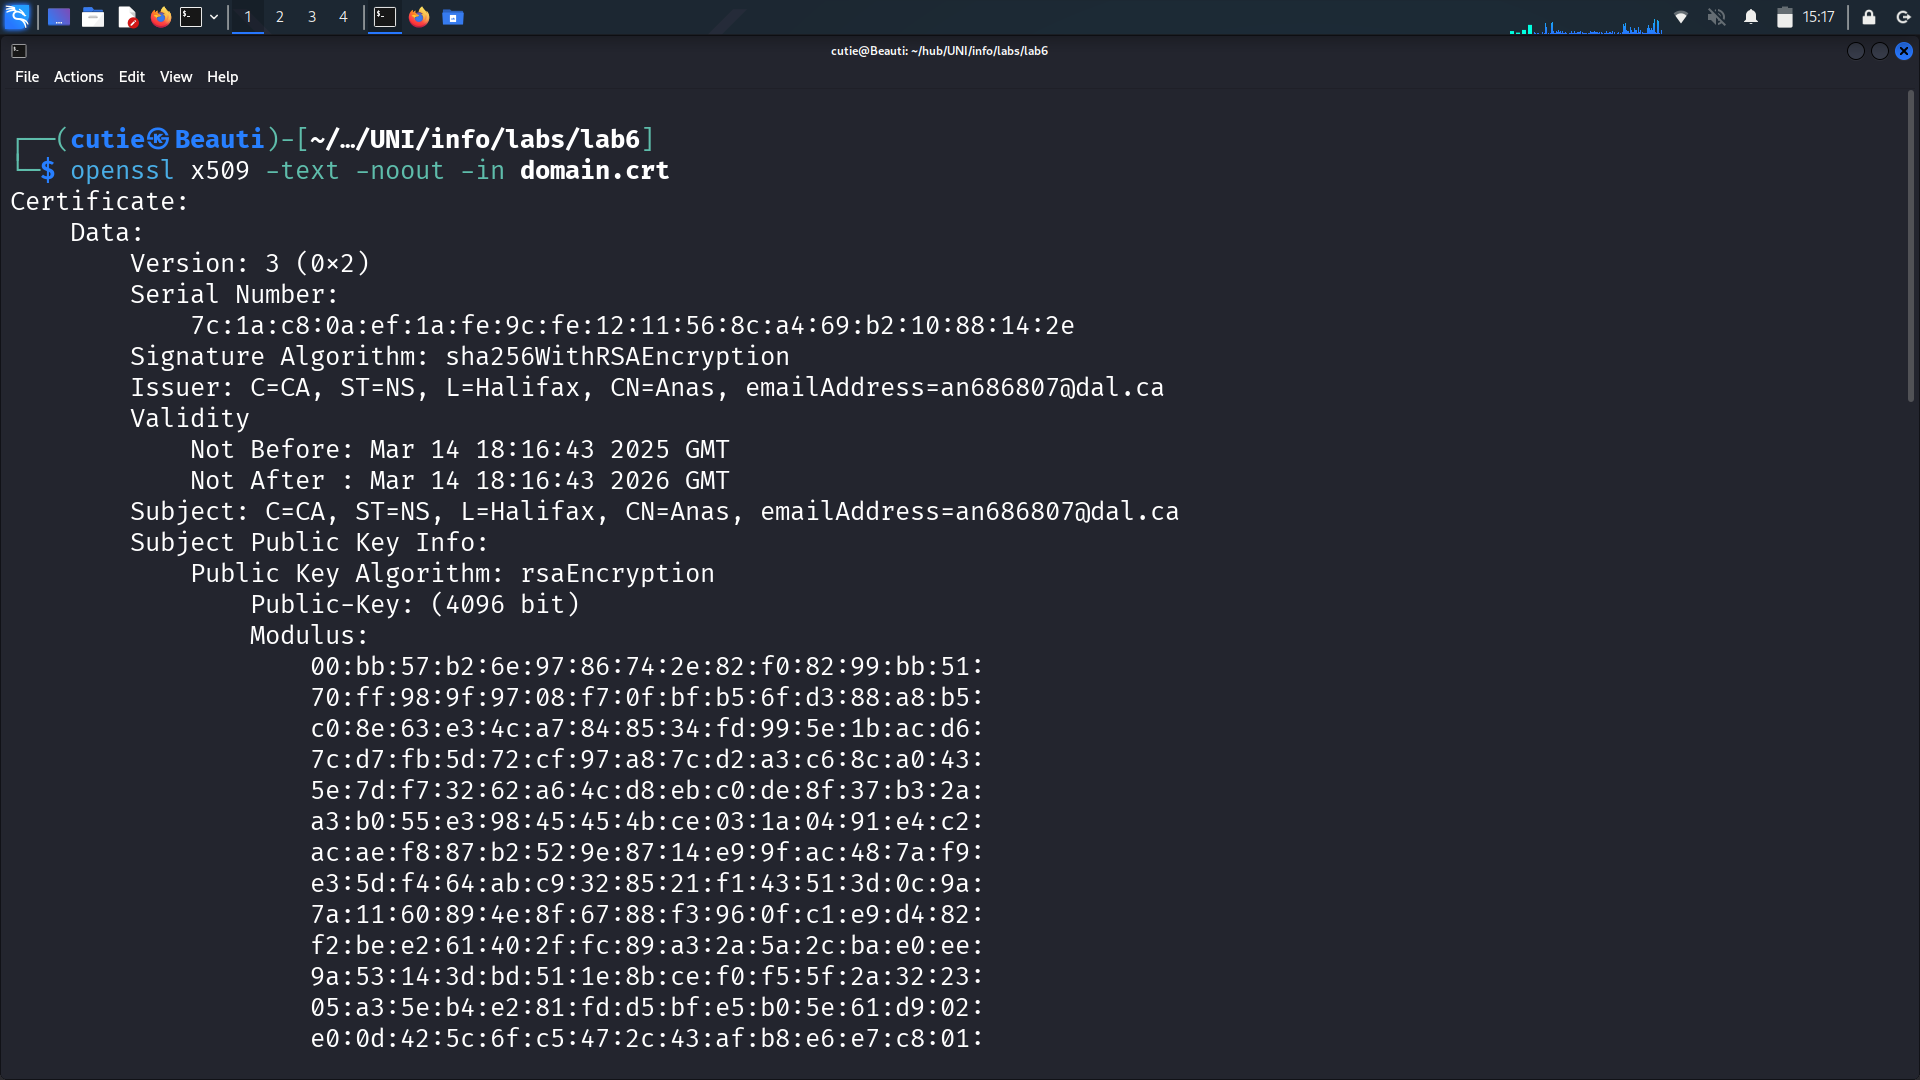 1 2 3 4 15:17
cutie@Beauti: ~/hub/UNI/info/labs/lab6
File Actions Edit View Help
┌──(cutie㉿Beauti)-[~/…/UNI/info/labs/lab6]
└─$ openssl x509 -text -noout -in domain.crt
Certificate:
Data:
Version: 3 (0×2)
Serial Number:
7c:1a:c8:0a:ef:1a:fe:9c:fe:12:11:56:8c:a4:69:b2:10:88:14:2e
Signature Algorithm: sha256WithRSAEncryption
Issuer: C=CA, ST=NS, L=Halifax, CN=Anas, emailAddress=an686807@dal.ca
Validity
Not Before: Mar 14 18:16:43 2025 GMT
Not After : Mar 14 18:16:43 2026 GMT
Subject: C=CA, ST=NS, L=Halifax, CN=Anas, emailAddress=an686807@dal.ca
Subject Public Key Info:
Public Key Algorithm: rsaEncryption
Public-Key: (4096 bit)
Modulus:
00:bb:57:b2:6e:97:86:74:2e:82:f0:82:99:bb:51:
70:ff:98:9f:97:08:f7:0f:bf:b5:6f:d3:88:a8:b5:
c0:8e:63:e3:4c:a7:84:85:34:fd:99:5e:1b:ac:d6:
7c:d7:fb:5d:72:cf:97:a8:7c:d2:a3:c6:8c:a0:43:
5e:7d:f7:32:62:a6:4c:d8:eb:c0:de:8f:37:b3:2a:
a3:b0:55:e3:98:45:45:4b:ce:03:1a:04:91:e4:c2:
ac:ae:f8:87:b2:52:9e:87:14:e9:9f:ac:48:7a:f9:
e3:5d:f4:64:ab:c9:32:85:21:f1:43:51:3d:0c:9a:
7a:11:60:89:4e:8f:67:88:f3:96:0f:c1:e9:d4:82:
f2:be:e2:61:40:2f:fc:89:a3:2a:5a:2c:ba:e0:ee:
9a:53:14:3d:bd:51:1e:8b:ce:f0:f5:5f:2a:32:23:
05:a3:5e:b4:e2:81:fd:d5:bf:e5:b0:5e:61:d9:02:
e0:0d:42:5c:6f:c5:47:2c:43:af:b8:e6:e7:c8:01: